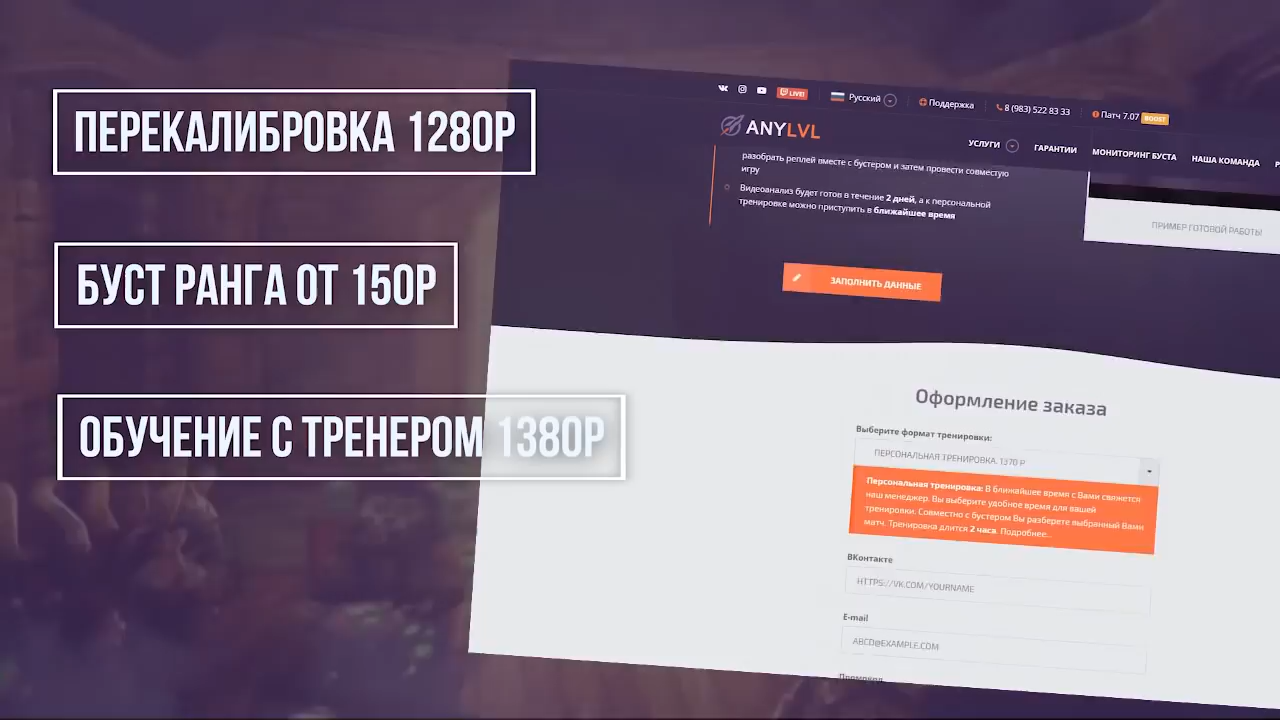 ПЕРЕКАЛИБРОВКА 1280Р
БУСТ РАНГА ОТ 150Р
ОБУЧЕНИЕ С ТРЕНЕРОМ 1380Р
LIVE!
Русский
Поддержка
8 (983) 522 83 33
Патч 7.07 BOOST
ANYLVL
УСЛУГИ
ГАРАНТИИ
МОНИТОРИНГ БУСТА
НАША КОМАНДА
разобрать реплей вместе с бустером и затем провести совместную
игру
Видеоанализ будет готов в течение 2 дней, а к персональной
тренировке можно приступить в ближайшее время
ПРИМЕР ГОТОВОЙ РАБОТЫ
ЗАПОЛНИТЬ ДАННЫЕ
Оформление заказа
Выберите формат тренировки:
ПЕРСОНАЛЬНАЯ ТРЕНИРОВКА. 1370 Р
Персональная тренировка: В ближайшее время с Вами свяжется
наш менеджер. Вы выберите удобное время для вашей
тренировки. Совместно с бустером Вы разберете выбранный Вами
матч. Тренировка длится 2 часа. Подробнее..
ВКонтакте
HTTPS://VK.COM/YOURNAME
E-mail
ABCD@EXAMPLE.COM
Промокод